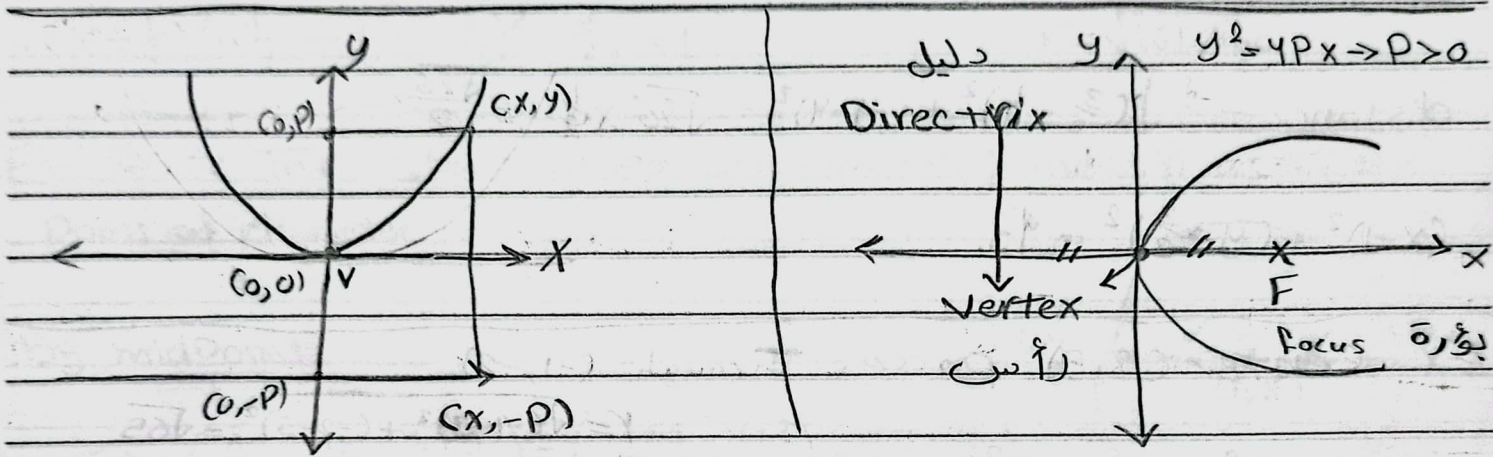 y
(x, y)
(0, P)
X
(0, 0)
V
(0, -P)
(x, -P)
دليل
Directrix
y
y² = 4Px → P > 0
x
F
Vertex
رأس
focus بؤرة